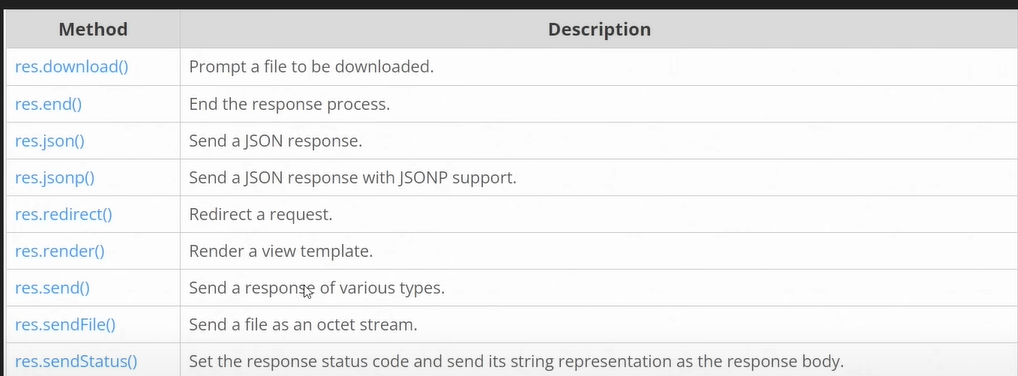 Method Description
res.download() Prompt a file to be downloaded.
res.end() End the response process.
res.json() Send a JSON response.
res.jsonp() Send a JSON response with JSONP support.
res.redirect() Redirect a request.
res.render() Render a view template.
res.send() Send a response of various types.
res.sendFile() Send a file as an octet stream.
res.sendStatus() Set the response status code and send its string representation as the response body.